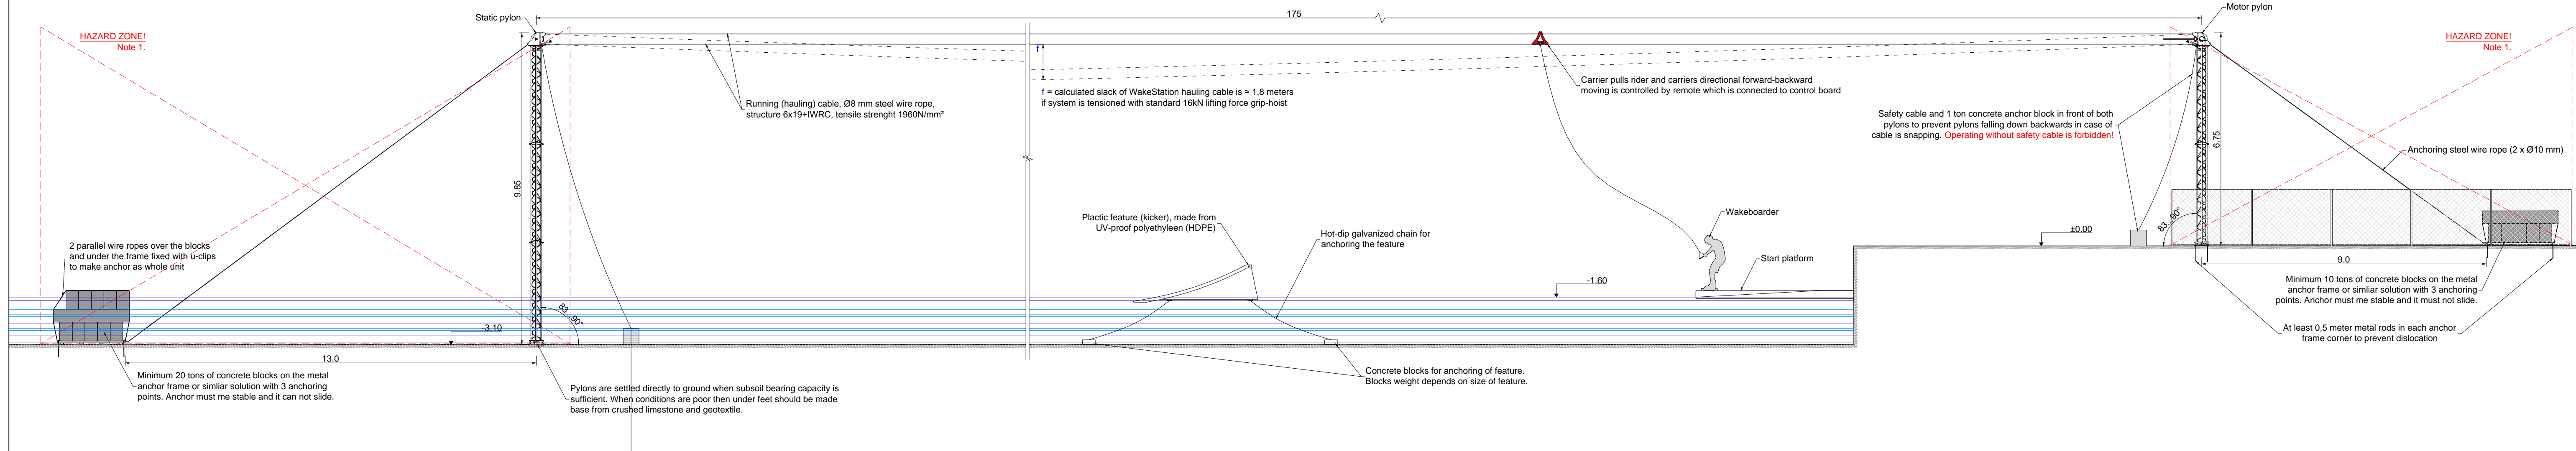 Static pylon
175
Motor pylon
HAZARD ZONE!
Note 1.
HAZARD ZONE!
Note 1.
f
Carrier pulls rider and carriers directional forward-backward
moving is controlled by remote which is connected to control board
f = calculated slack of WakeStation hauling cable is ≈ 1,8 meters
if system is tensioned with standard 16kN lifting force grip-hoist
Running (hauling) cable, Ø8 mm steel wire rope,
structure 6x19+IWRC, tensile strenght 1960N/mm²
Safety cable and 1 ton concrete anchor block in front of both
pylons to prevent pylons falling down backwards in case of
cable is snapping. Operating without safety cable is forbidden!
6.75
Anchoring steel wire rope (2 x Ø10 mm)
9.85
Plactic feature (kicker), made from
UV-proof polyethyleen (HDPE)
Wakeboarder
Hot-dip galvanized chain for
anchoring the feature
83...90°
±0.00
2 parallel wire ropes over the blocks
and under the frame fixed with u-clips
to make anchor as whole unit
Start platform
9.0
-1.60
Minimum 10 tons of concrete blocks on the metal
anchor frame or simliar solution with 3 anchoring
points. Anchor must me stable and it must not slide.
83...90°
-3.10
At least 0,5 meter metal rods in each anchor
frame corner to prevent dislocation
13.0
Minimum 20 tons of concrete blocks on the metal
anchor frame or simliar solution with 3 anchoring
points. Anchor must me stable and it can not slide.
Pylons are settled directly to ground when subsoil bearing capacity is
sufficient. When conditions are poor then under feet should be made
base from crushed limestone and geotextile.
Concrete blocks for anchoring of feature.
Blocks weight depends on size of feature.